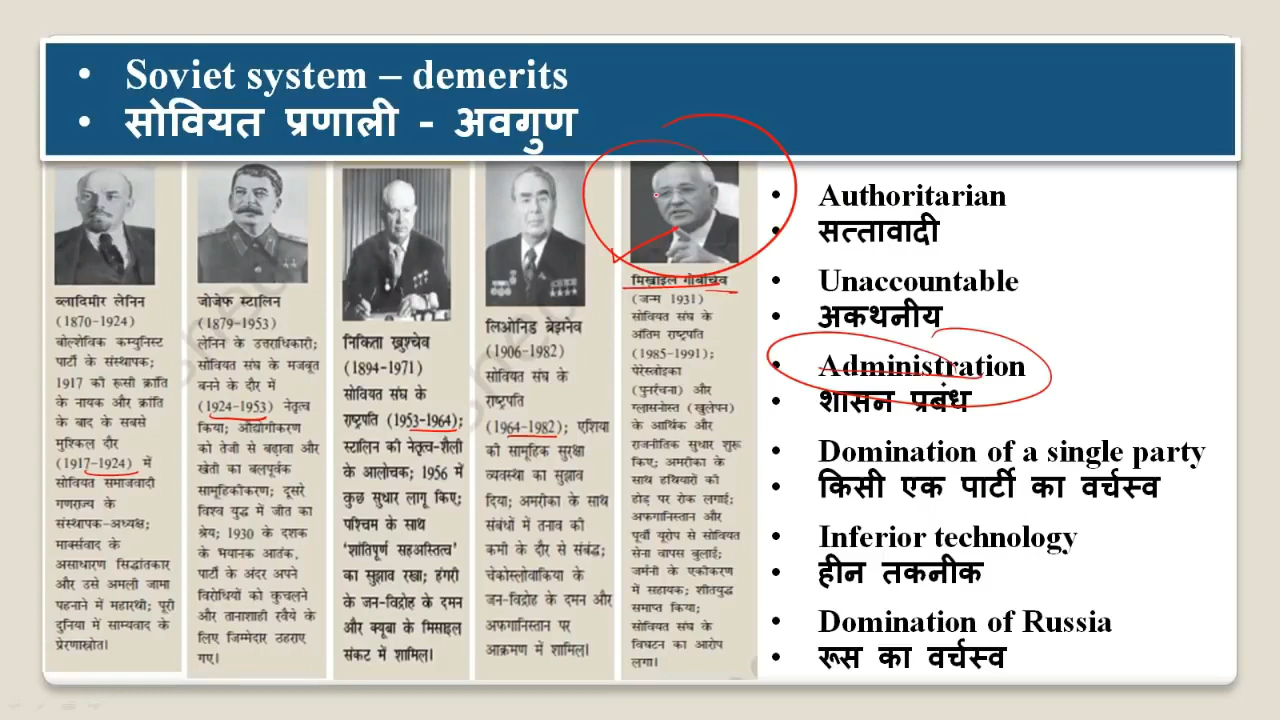 Soviet system – demerits
सोवियत प्रणाली - अवगुण
ब्लादिमीर लेनिन
(1870-1924)
बोल्शेविक कम्युनिस्ट
पार्टी के संस्थापक;
1917 की रूसी क्रांति
के नायक और क्रांति
के बाद के सबसे
मुश्किल दौर
(1917-1924) में
सोवियत समाजवादी
गणराज्य के
संस्थापक-अध्यक्ष;
मार्क्सवाद के
असाधारण सिद्धांतकार
और उसे अमली जामा
पहनाने में महारथी; पूरी
दुनिया में साम्यवाद के
प्रेरणास्रोत।
जोजेफ स्टालिन
(1879-1953)
लेनिन के उत्तराधिकारी;
सोवियत संघ के मजबूत
बनने के दौर में
(1924-1953) नेतृत्व
किया; औद्योगीकरण
को तेजी से बढ़ावा और
खेती का बलपूर्वक
सामूहिकीकरण; दूसरे
विश्व युद्ध में जीत का
श्रेय; 1930 के दशक
के भयानक आतंक,
पार्टी के अंदर अपने
विरोधियों को कुचलने
और तानाशाही रवैये के
लिए जिम्मेदार ठहराए
गए।
निकिता ख्रुश्चेव
(1894-1971)
सोवियत संघ के
राष्ट्रपति (1953-1964);
स्टालिन की नेतृत्व-शैली
के आलोचक; 1956 में
कुछ सुधार लागू किए;
पश्चिम के साथ
'शांतिपूर्ण सहअस्तित्व'
का सुझाव रखा; हंगरी
के जन-विद्रोह के दमन
और क्यूबा के मिसाइल
संकट में शामिल।
लिओनिड ब्रेझनेव
(1906-1982)
सोवियत संघ के
राष्ट्रपति
(1964-1982); एशिया
की सामूहिक सुरक्षा
व्यवस्था का सुझाव
दिया; अमरीका के साथ
संबंधों में तनाव की
कमी के दौर से संबद्ध;
चेकोस्लोवाकिया के
जन-विद्रोह के दमन और
अफगानिस्तान पर
आक्रमण में शामिल।
मिखाइल गोर्बाचेव
(जन्म 1931)
सोवियत संघ के
अंतिम राष्ट्रपति
(1985-1991);
पेरेस्त्रोइका
(पुनर्रचना) और
ग्लासनोस्त (खुलेपन)
के आर्थिक और
राजनीतिक सुधार शुरू
किए; अमरीका के
साथ हथियारों की
होड़ पर रोक लगाई;
अफगानिस्तान और
पूर्वी यूरोप से सोवियत
सेना वापस बुलाई;
जर्मनी के एकीकरण
में सहायक; शीतयुद्ध
समाप्त किया;
सोवियत संघ के
विघटन का आरोप
लगा।
Authoritarian
सत्तावादी
Unaccountable
अकथनीय
Administration
शासन प्रबंध
Domination of a single party
किसी एक पार्टी का वर्चस्व
Inferior technology
हीन तकनीक
Domination of Russia
रूस का वर्चस्व